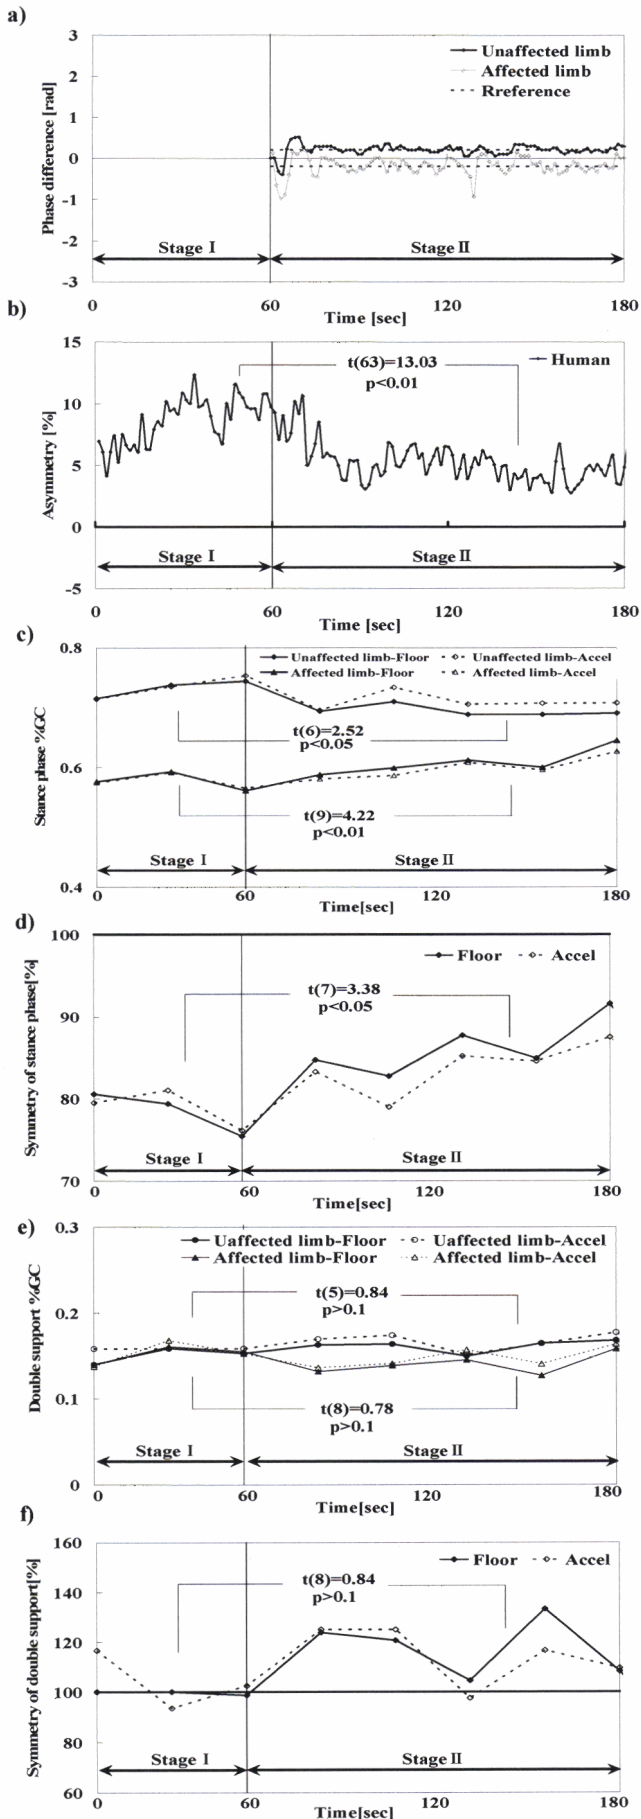 a)
3
2
1
0
-1
-2
-3
Phase difference [rad]
Unaffected limb
Affected limb
Rreference
Stage I
Stage II
0
60
120
180
Time [sec]
b)
15
10
5
0
-5
Asymmetry [%]
t(63)=13.03
p<0.01
Human
Stage I
Stage II
0
60
120
180
Time [sec]
c)
0.8
0.6
0.4
Stance phase %GC
Unaffected limb-Floor
Unaffected limb-Accel
Affected limb-Floor
Affected limb-Accel
t(6)=2.52
p<0.05
t(9)=4.22
p<0.01
Stage I
Stage II
0
60
120
180
Time[sec]
d)
100
90
80
70
Symmetry of stance phase[%]
Floor
Accel
t(7)=3.38
p<0.05
Stage I
Stage II
0
60
120
180
Time[sec]
e)
0.3
0.2
0.1
0
Double support %GC
Uaffected limb-Floor
Uaffected limb-Accel
Affected limb-Floor
Affected limb-Accel
t(5)=0.84
p>0.1
t(8)=0.78
p>0.1
Stage I
Stage II
0
60
120
180
Time[sec]
f)
160
140
120
100
80
60
Symmetry of double support[%]
Floor
Accel
t(8)=0.84
p>0.1
Stage I
Stage II
0
60
120
180
Time[sec]